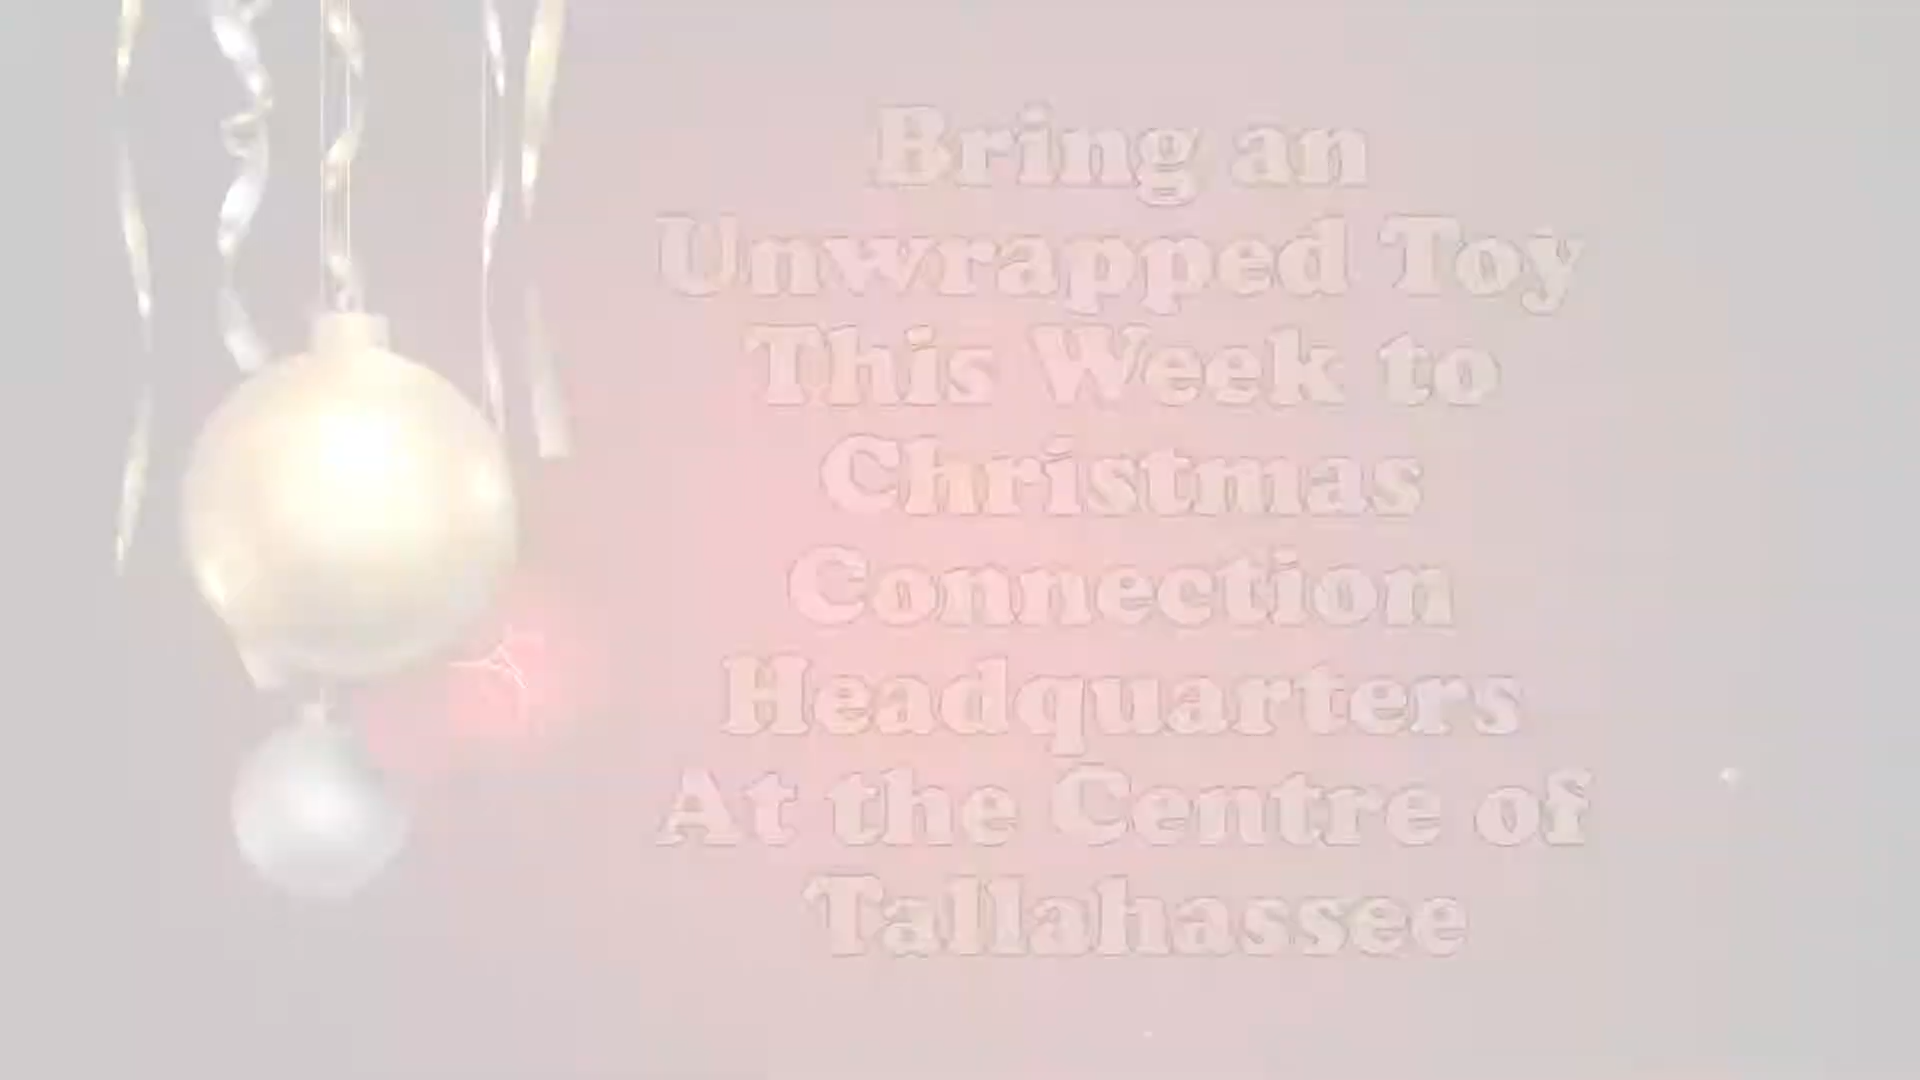 Bring an
Unwrapped Toy
This Week to
Christmas
Connection
Headquarters
At the Centre of
Tallahassee